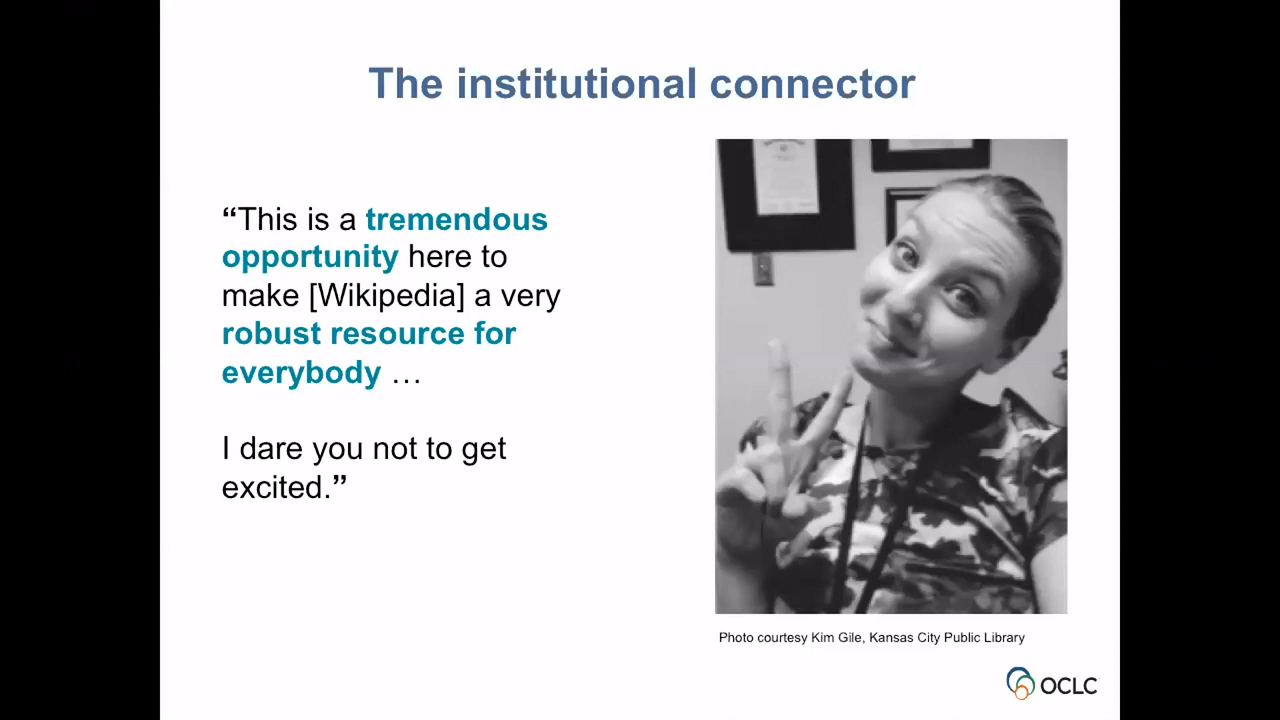 The institutional connector
“This is a tremendous
opportunity here to
make [Wikipedia] a very
robust resource for
everybody …
I dare you not to get
excited.”
Photo courtesy Kim Gile, Kansas City Public Library
OCLC